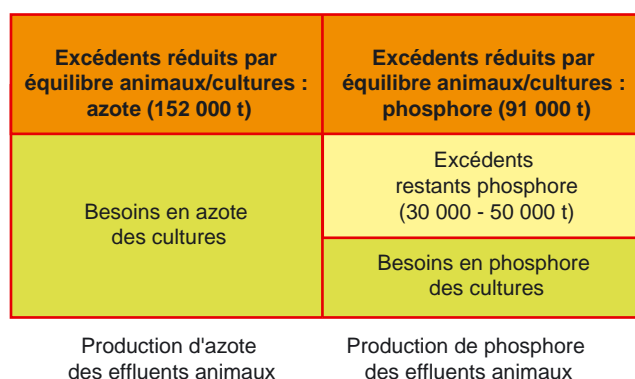 Excédents réduits par
équilibre animaux/cultures :
azote (152 000 t)
Excédents réduits par
équilibre animaux/cultures :
phosphore (91 000 t)
Besoins en azote
des cultures
Excédents
restants phosphore
(30 000 - 50 000 t)
Besoins en phosphore
des cultures
Production d'azote
des effluents animaux
Production de phosphore
des effluents animaux